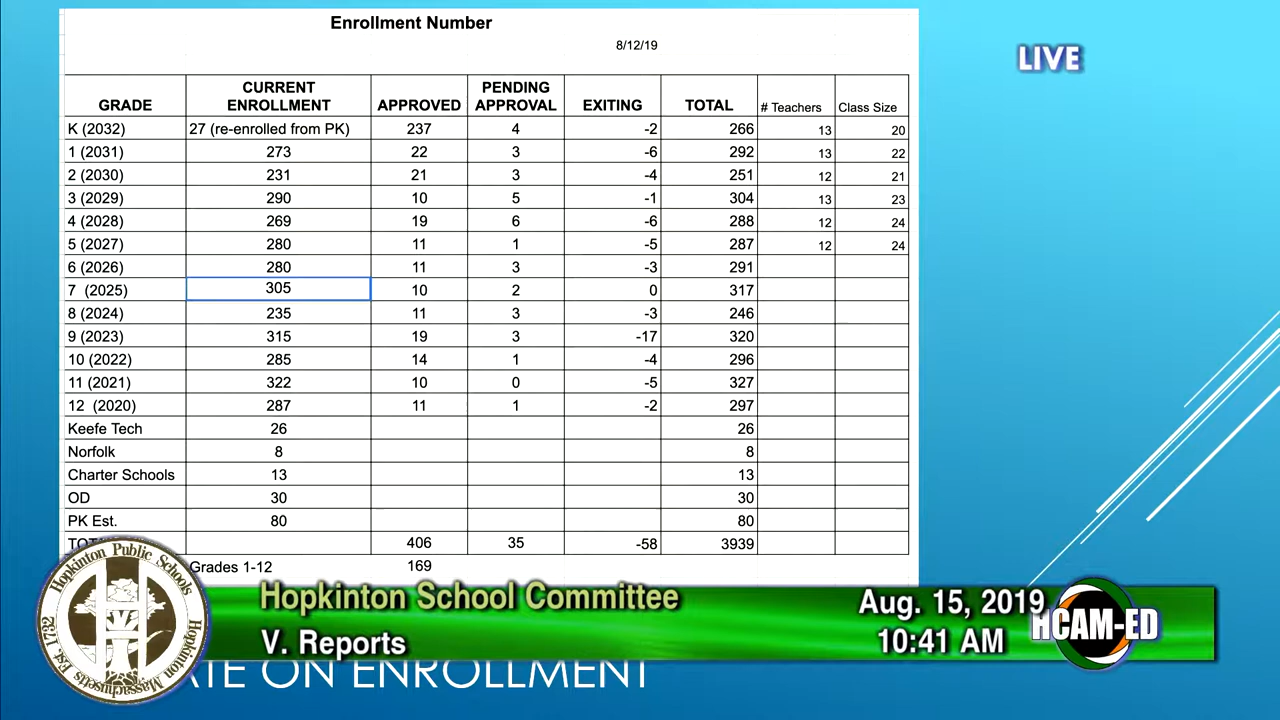 Enrollment Number
8/12/19
LIVE
GRADE CURRENT ENROLLMENT APPROVED PENDING APPROVAL EXITING TOTAL # Teachers Class Size
K (2032) 27 (re-enrolled from PK) 237 4 -2 266 13 20
1 (2031) 273 22 3 -6 292 13 22
2 (2030) 231 21 3 -4 251 12 21
3 (2029) 290 10 5 -1 304 13 23
4 (2028) 269 19 6 -6 288 12 24
5 (2027) 280 11 1 -5 287 12 24
6 (2026) 280 11 3 -3 291
7 (2025) 305 10 2 0 317
8 (2024) 235 11 3 -3 246
9 (2023) 315 19 3 -17 320
10 (2022) 285 14 1 -4 296
11 (2021) 322 10 0 -5 327
12 (2020) 287 11 1 -2 297
Keefe Tech 26 26
Norfolk 8 8
Charter Schools 13 13
OD 30 30
PK Est. 80 80
406 35 -58 3939
Grades 1-12 169
Hopkinton Public Schools
Hopkinton, Massachusetts
Est. 1732
Hopkinton School Committee
V. Reports
Aug. 15, 2019
10:41 AM
HCAM-ED
ATE ON ENROLLMENT